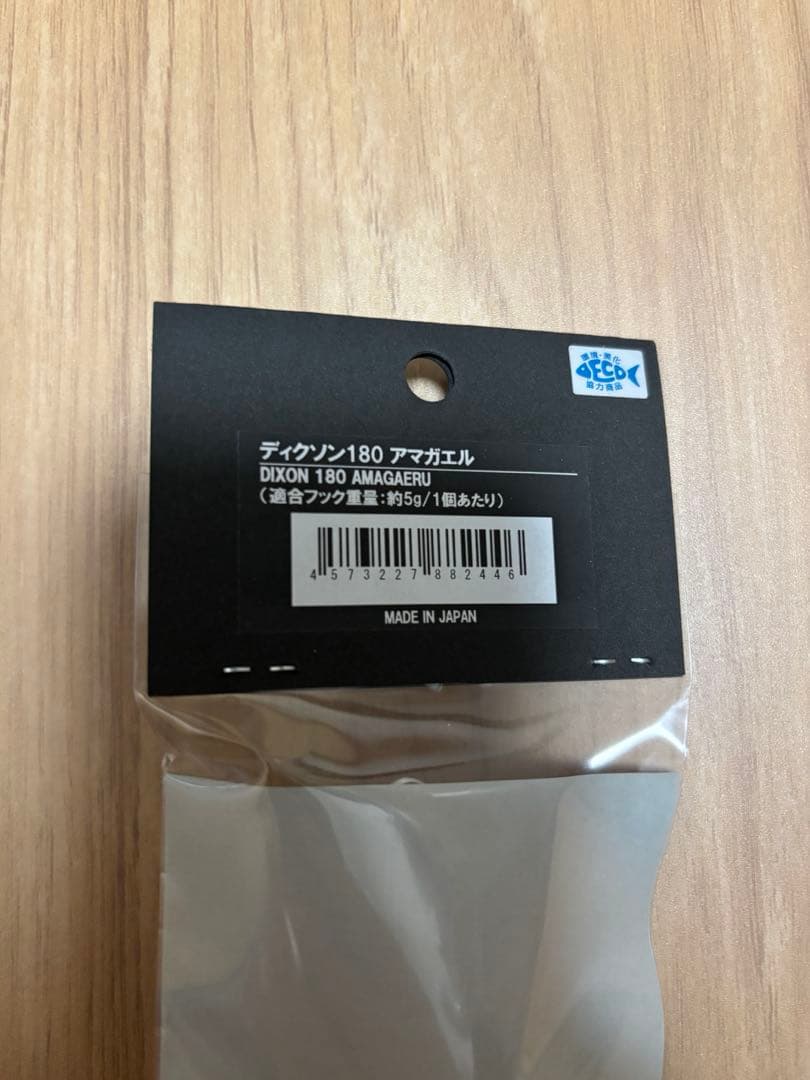 環境・美化
ECO
協力商品
ディクソン180 アマガエル
DIXON 180 AMAGAERU
（適合フック重量：約5g/1個あたり）
4 573227 882446
MADE IN JAPAN